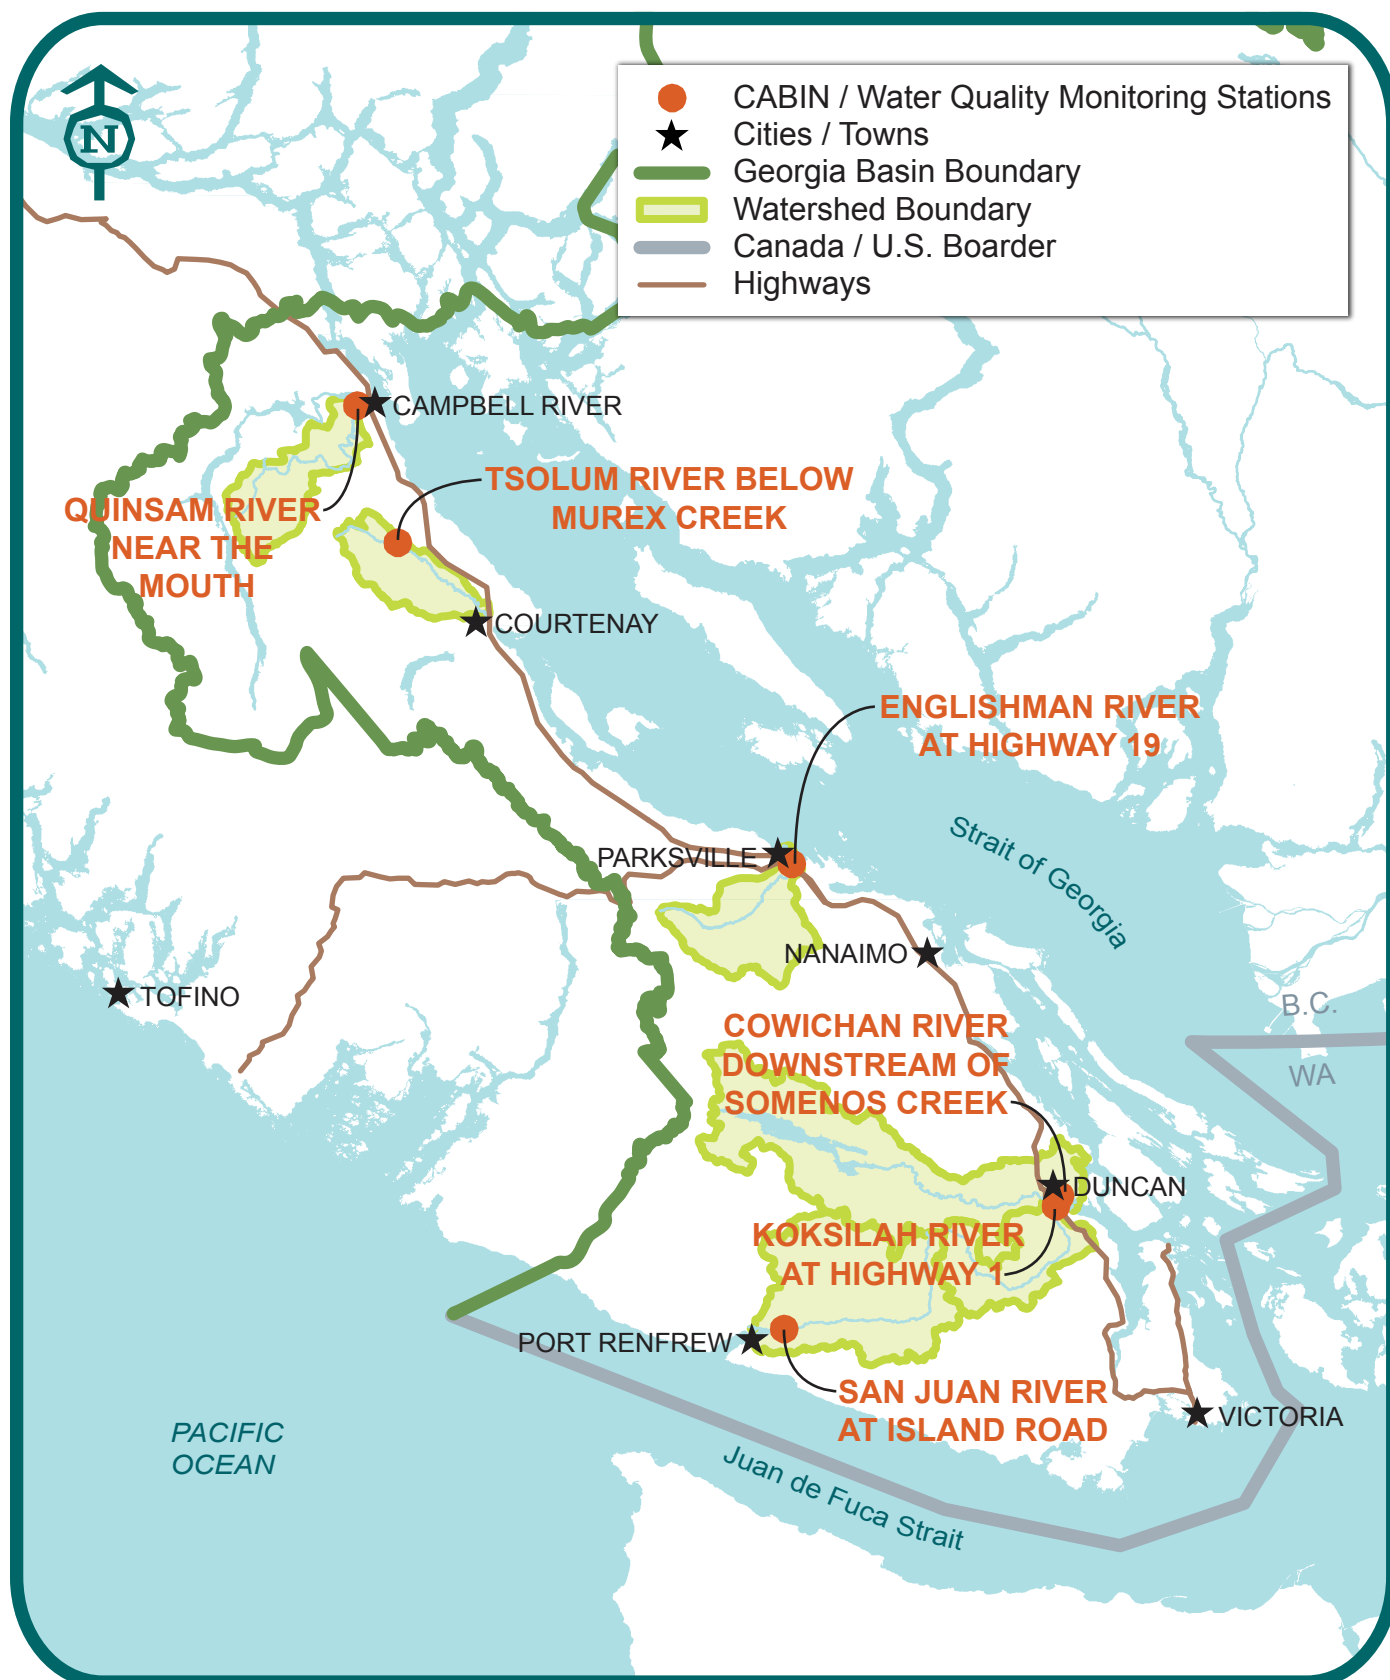 N
CABIN / Water Quality Monitoring Stations
Cities / Towns
Georgia Basin Boundary
Watershed Boundary
Canada / U.S. Boarder
Highways
CAMPBELL RIVER
TSOLUM RIVER BELOW
MUREX CREEK
QUINSAM RIVER
NEAR THE
MOUTH
COURTENAY
ENGLISHMAN RIVER
AT HIGHWAY 19
PARKSVILLE
Strait of Georgia
NANAIMO
TOFINO
B.C.
WA
COWICHAN RIVER
DOWNSTREAM OF
SOMENOS CREEK
DUNCAN
KOKSILAH RIVER
AT HIGHWAY 1
PORT RENFREW
SAN JUAN RIVER
AT ISLAND ROAD
VICTORIA
PACIFIC
OCEAN
Juan de Fuca Strait